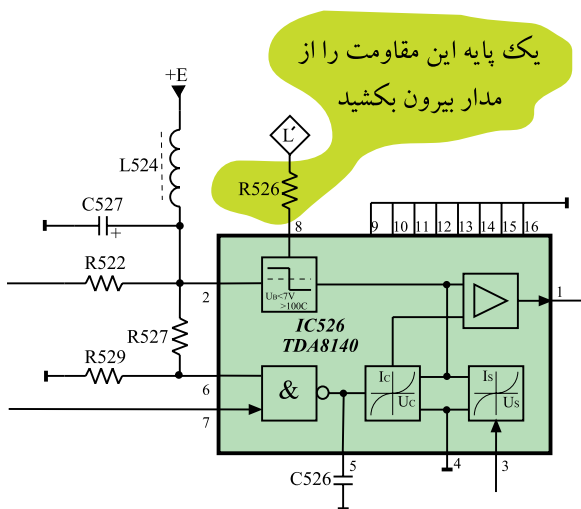 یک پایه این مقاومت را از
مدار بیرون بکشید
+E
L524
L′
R526
C527
+
8
9
10
11
12
13
14
15
16
R522
2
UB<7V
>100C
1
IC526
TDA8140
R527
R529
6
7
&
IC
UC
IS
US
5
4
3
C526